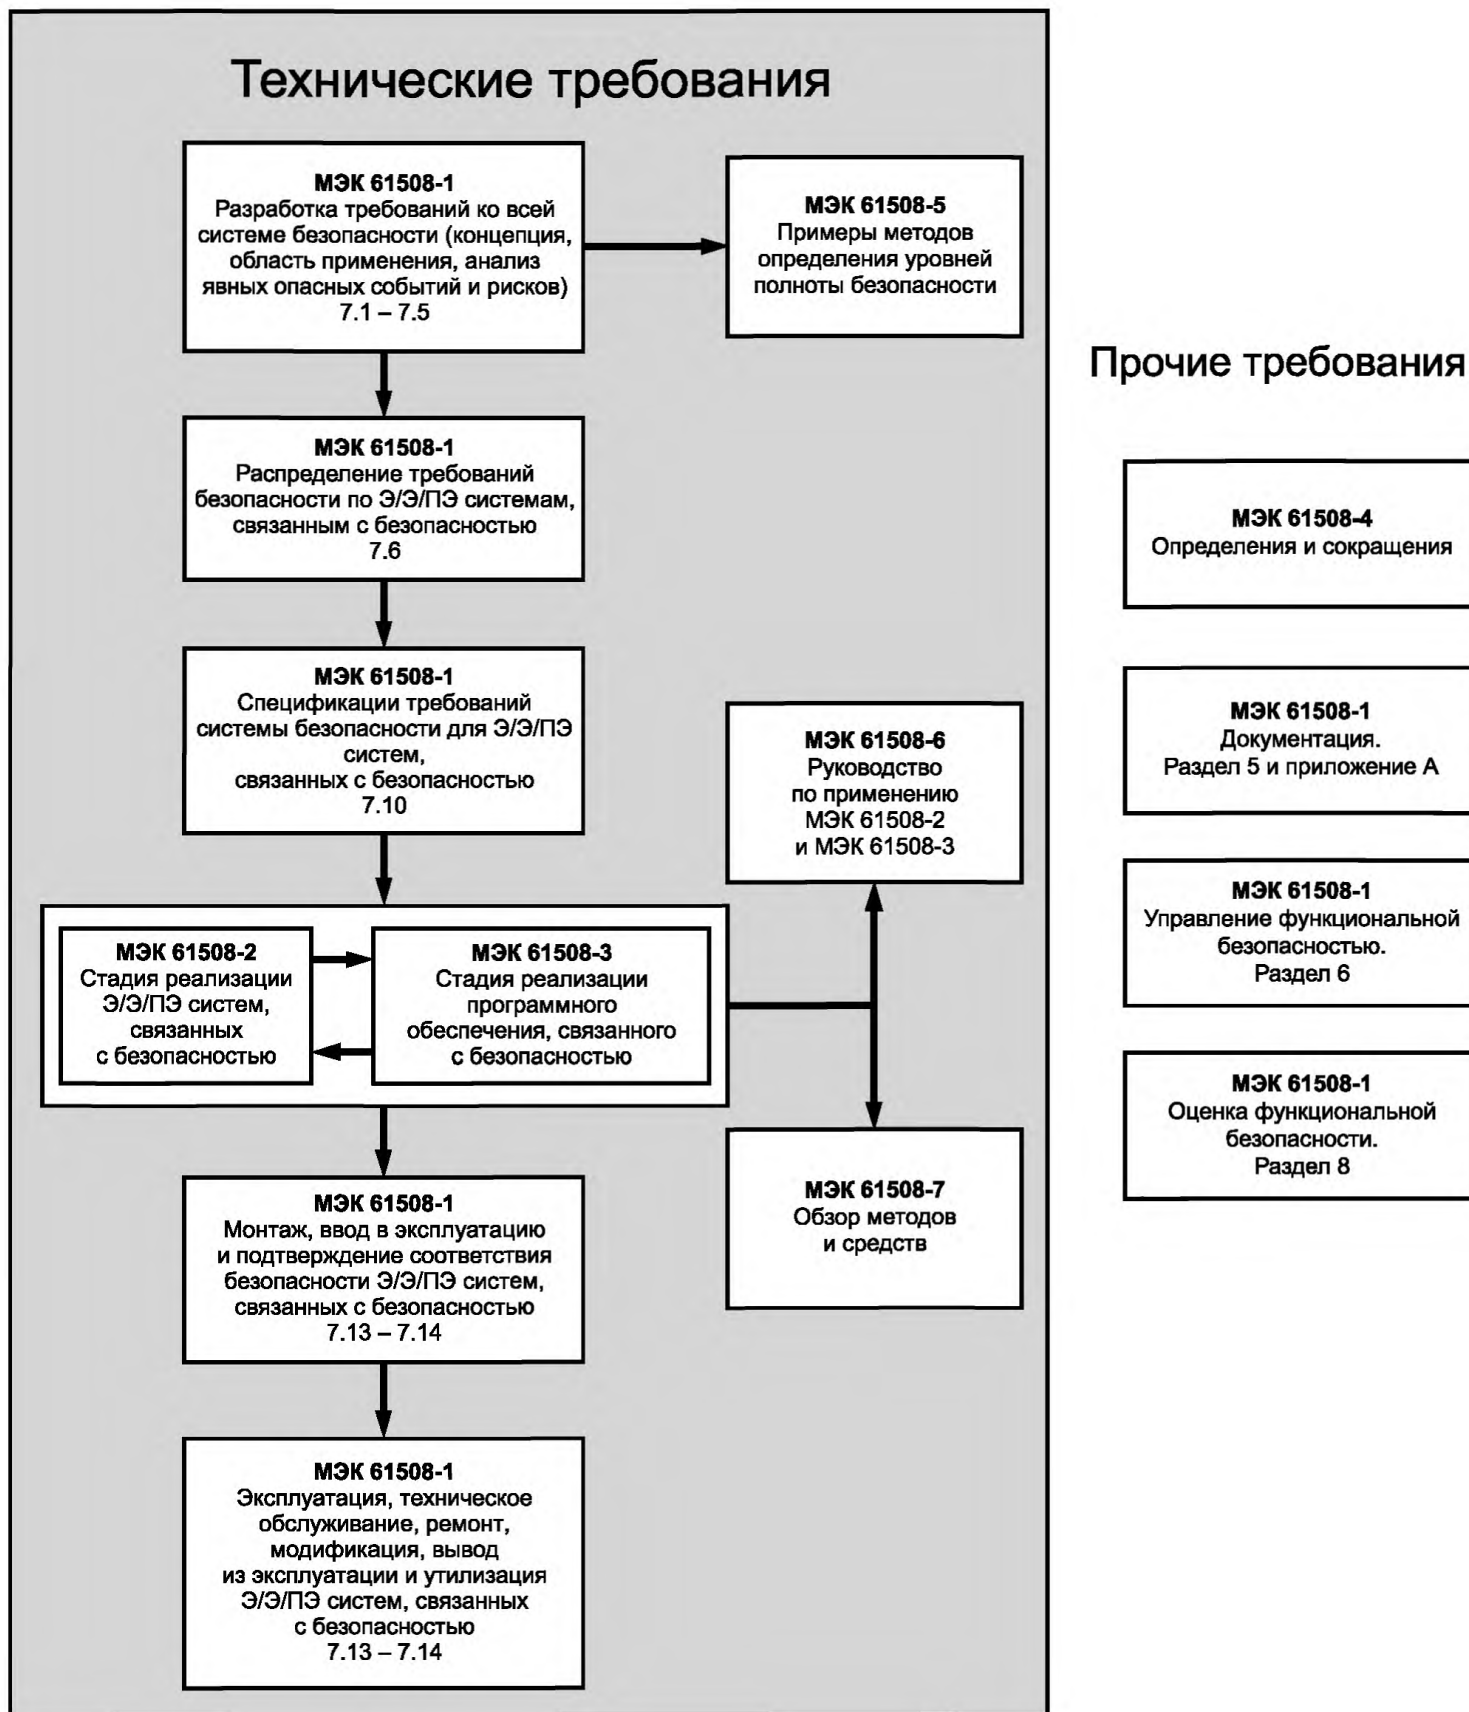 Технические требования
МЭК 61508-1
Разработка требований ко всей
системе безопасности (концепция,
область применения, анализ
явных опасных событий и рисков)
7.1 – 7.5
МЭК 61508-5
Примеры методов
определения уровней
полноты безопасности
МЭК 61508-1
Распределение требований
безопасности по Э/Э/ПЭ системам,
связанным с безопасностью
7.6
МЭК 61508-1
Спецификации требований
системы безопасности для Э/Э/ПЭ
систем,
связанных с безопасностью
7.10
МЭК 61508-6
Руководство
по применению
МЭК 61508-2
и МЭК 61508-3
МЭК 61508-2
Стадия реализации
Э/Э/ПЭ систем,
связанных
с безопасностью
МЭК 61508-3
Стадия реализации
программного
обеспечения, связанного
с безопасностью
МЭК 61508-7
Обзор методов
и средств
МЭК 61508-1
Монтаж, ввод в эксплуатацию
и подтверждение соответствия
безопасности Э/Э/ПЭ систем,
связанных с безопасностью
7.13 – 7.14
МЭК 61508-1
Эксплуатация, техническое
обслуживание, ремонт,
модификация, вывод
из эксплуатации и утилизация
Э/Э/ПЭ систем, связанных
с безопасностью
7.13 – 7.14
Прочие требования
МЭК 61508-4
Определения и сокращения
МЭК 61508-1
Документация.
Раздел 5 и приложение А
МЭК 61508-1
Управление функциональной
безопасностью.
Раздел 6
МЭК 61508-1
Оценка функциональной
безопасности.
Раздел 8